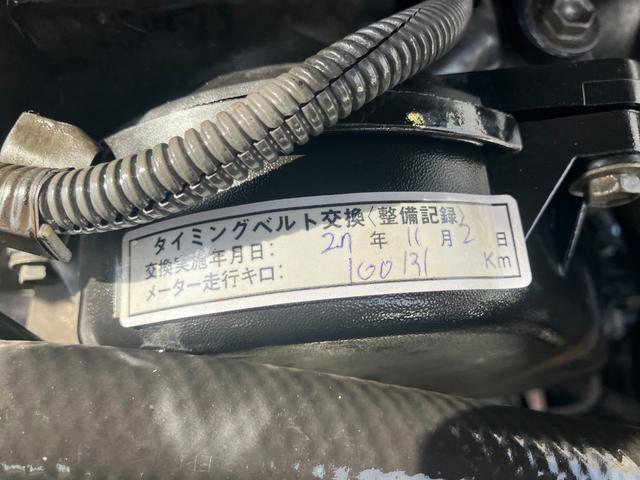 タイミングベルト交換〈整備記録〉
交換実施年月日: 27 年 11 月 2 日
メーター走行キロ: 100131 Km